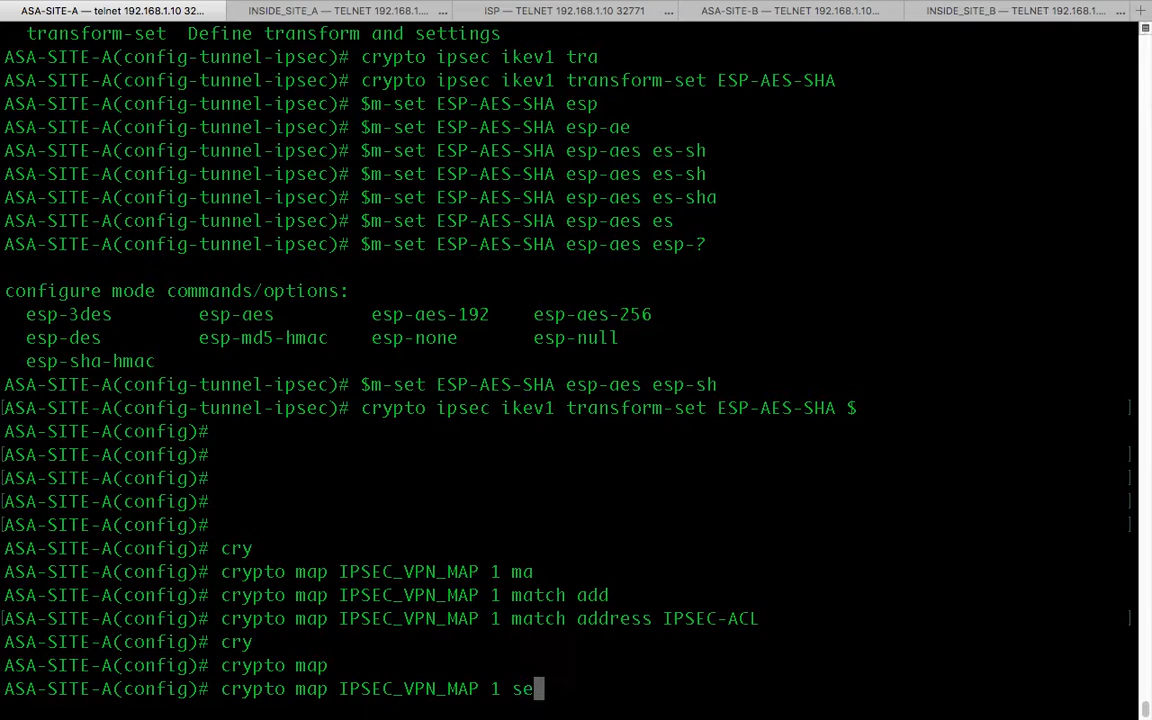 ASA-SITE-A — telnet 192.168.1.10 32... INSIDE_SITE_A — TELNET 192.168.1.... ... ISP — TELNET 192.168.1.10 32771 ... ASA-SITE-B — TELNET 192.168.1.10... INSIDE_SITE_B — TELNET 192.168.1.... ... +
transform-set  Define transform and settings
ASA-SITE-A(config-tunnel-ipsec)# crypto ipsec ikev1 tra
ASA-SITE-A(config-tunnel-ipsec)# crypto ipsec ikev1 transform-set ESP-AES-SHA
ASA-SITE-A(config-tunnel-ipsec)# $m-set ESP-AES-SHA esp
ASA-SITE-A(config-tunnel-ipsec)# $m-set ESP-AES-SHA esp-ae
ASA-SITE-A(config-tunnel-ipsec)# $m-set ESP-AES-SHA esp-aes es-sh
ASA-SITE-A(config-tunnel-ipsec)# $m-set ESP-AES-SHA esp-aes es-sh
ASA-SITE-A(config-tunnel-ipsec)# $m-set ESP-AES-SHA esp-aes es-sha
ASA-SITE-A(config-tunnel-ipsec)# $m-set ESP-AES-SHA esp-aes es
ASA-SITE-A(config-tunnel-ipsec)# $m-set ESP-AES-SHA esp-aes esp-?
configure mode commands/options:
esp-3des esp-aes esp-aes-192 esp-aes-256
esp-des esp-md5-hmac esp-none esp-null
esp-sha-hmac
ASA-SITE-A(config-tunnel-ipsec)# $m-set ESP-AES-SHA esp-aes esp-sh
[ASA-SITE-A(config-tunnel-ipsec)# crypto ipsec ikev1 transform-set ESP-AES-SHA $ ]
ASA-SITE-A(config)#
[ASA-SITE-A(config)# ]
[ASA-SITE-A(config)# ]
[ASA-SITE-A(config)# ]
[ASA-SITE-A(config)# ]
ASA-SITE-A(config)# cry
ASA-SITE-A(config)# crypto map IPSEC_VPN_MAP 1 ma
ASA-SITE-A(config)# crypto map IPSEC_VPN_MAP 1 match add
[ASA-SITE-A(config)# crypto map IPSEC_VPN_MAP 1 match address IPSEC-ACL ]
ASA-SITE-A(config)# cry
ASA-SITE-A(config)# crypto map
ASA-SITE-A(config)# crypto map IPSEC_VPN_MAP 1 se